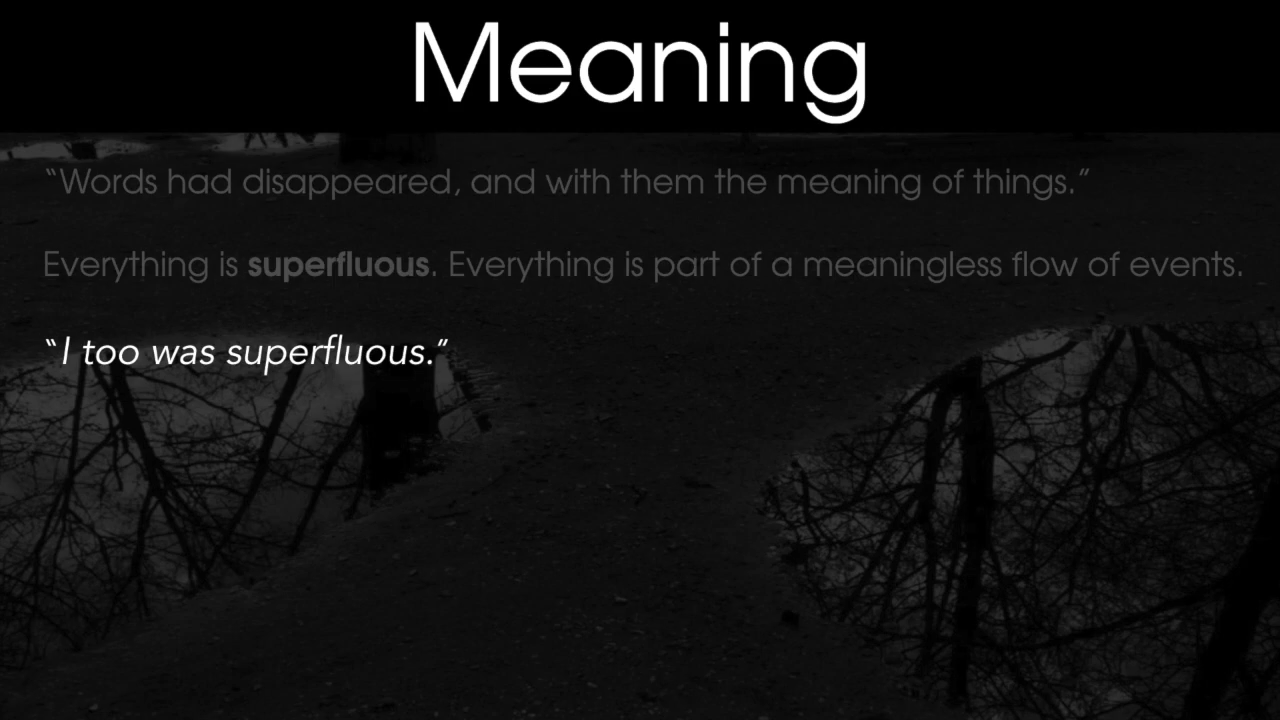 Meaning
“Words had disappeared, and with them the meaning of things.”
Everything is superfluous. Everything is part of a meaningless flow of events.
“I too was superfluous.”